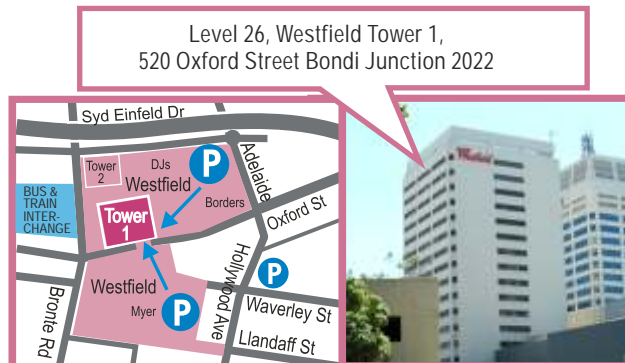 Level 26, Westfield Tower 1,
520 Oxford Street Bondi Junction 2022
Syd Einfeld Dr
Tower
2
DJs
P
Westfield
Adelaide
BUS &
TRAIN
INTER-
CHANGE
Borders
Tower
1
Oxford St
Hollywood Ave
P
Westfield
Myer
P
Waverley St
Bronte Rd
Llandaff St
Westfield